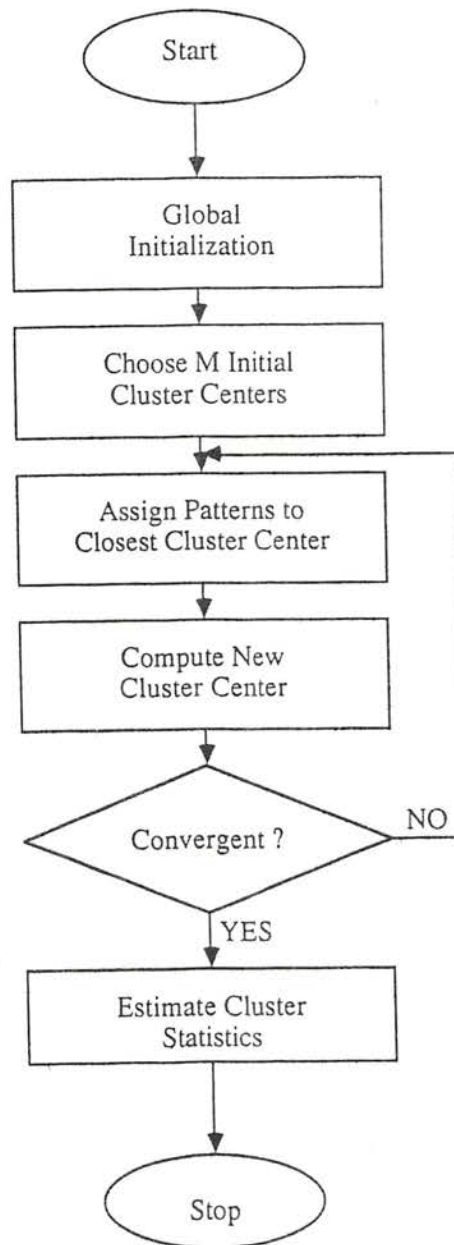 Start
Global
Initialization
Choose M Initial
Cluster Centers
Assign Patterns to
Closest Cluster Center
Compute New
Cluster Center
Convergent ?
NO
YES
Estimate Cluster
Statistics
Stop